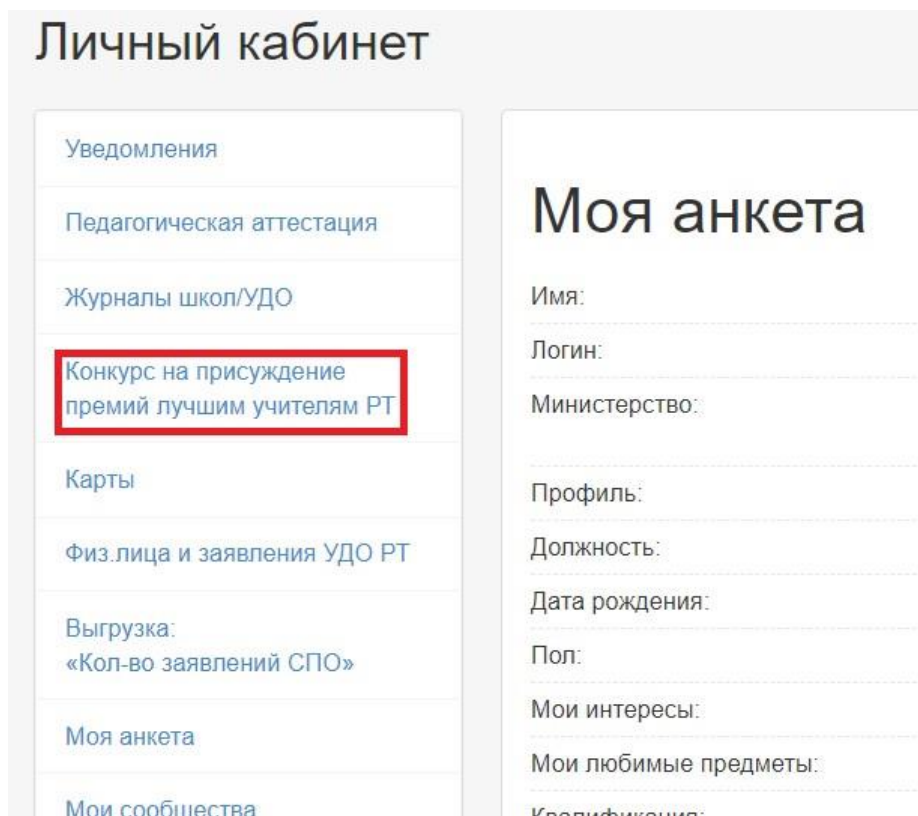 Личный кабинет
Уведомления
Педагогическая аттестация
Журналы школ/УДО
Конкурс на присуждение
премий лучшим учителям РТ
Карты
Физ.лица и заявления УДО РТ
Выгрузка:
«Кол-во заявлений СПО»
Моя анкета
Мои сообщества
Моя анкета
Имя:
Логин:
Министерство:
Профиль:
Должность:
Дата рождения:
Пол:
Мои интересы:
Мои любимые предметы:
Квалификация: